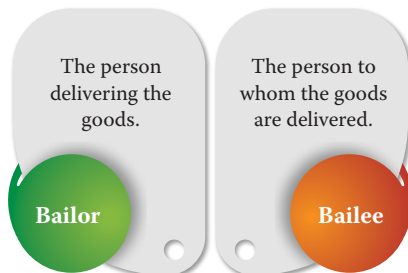 The person
delivering the
goods.
Bailor
The person to
whom the goods
are delivered.
Bailee